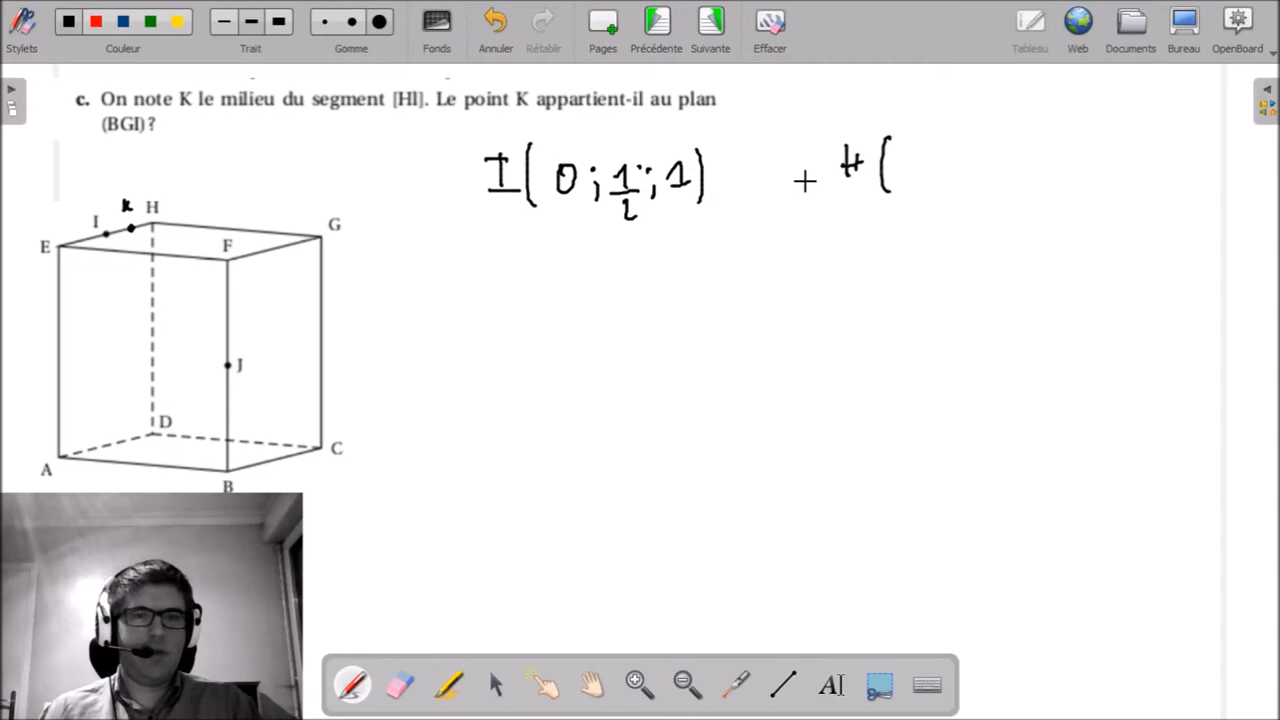 Stylets Couleur Trait Gomme Fonds Annuler Rétablir Pages Précédente Suivante Effacer Tableau Web Documents Bureau OpenBoard
c. On note K le milieu du segment [HI]. Le point K appartient-il au plan
(BGI) ?
I( 0 ; 1/2 ; 1) H (
K H
I G
E F
J
D
C
A
B
AI